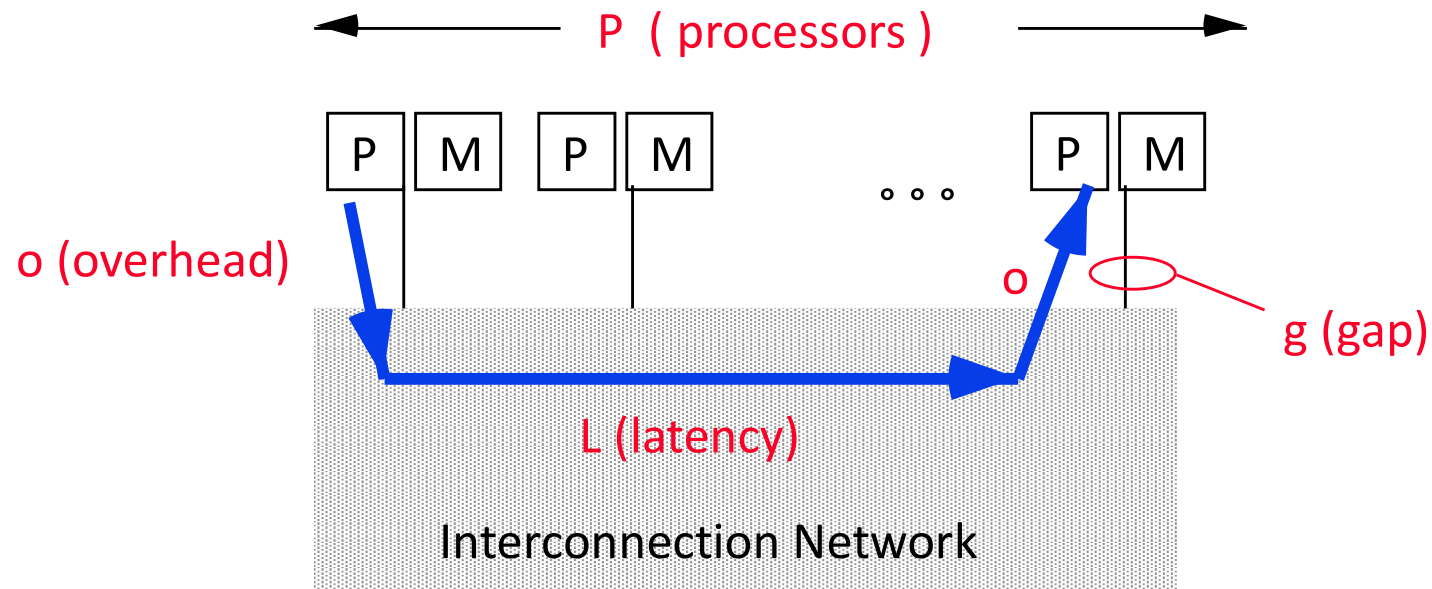 P ( processors )
P M P M ° ° ° P M
o (overhead)
o
g (gap)
L (latency)
Interconnection Network